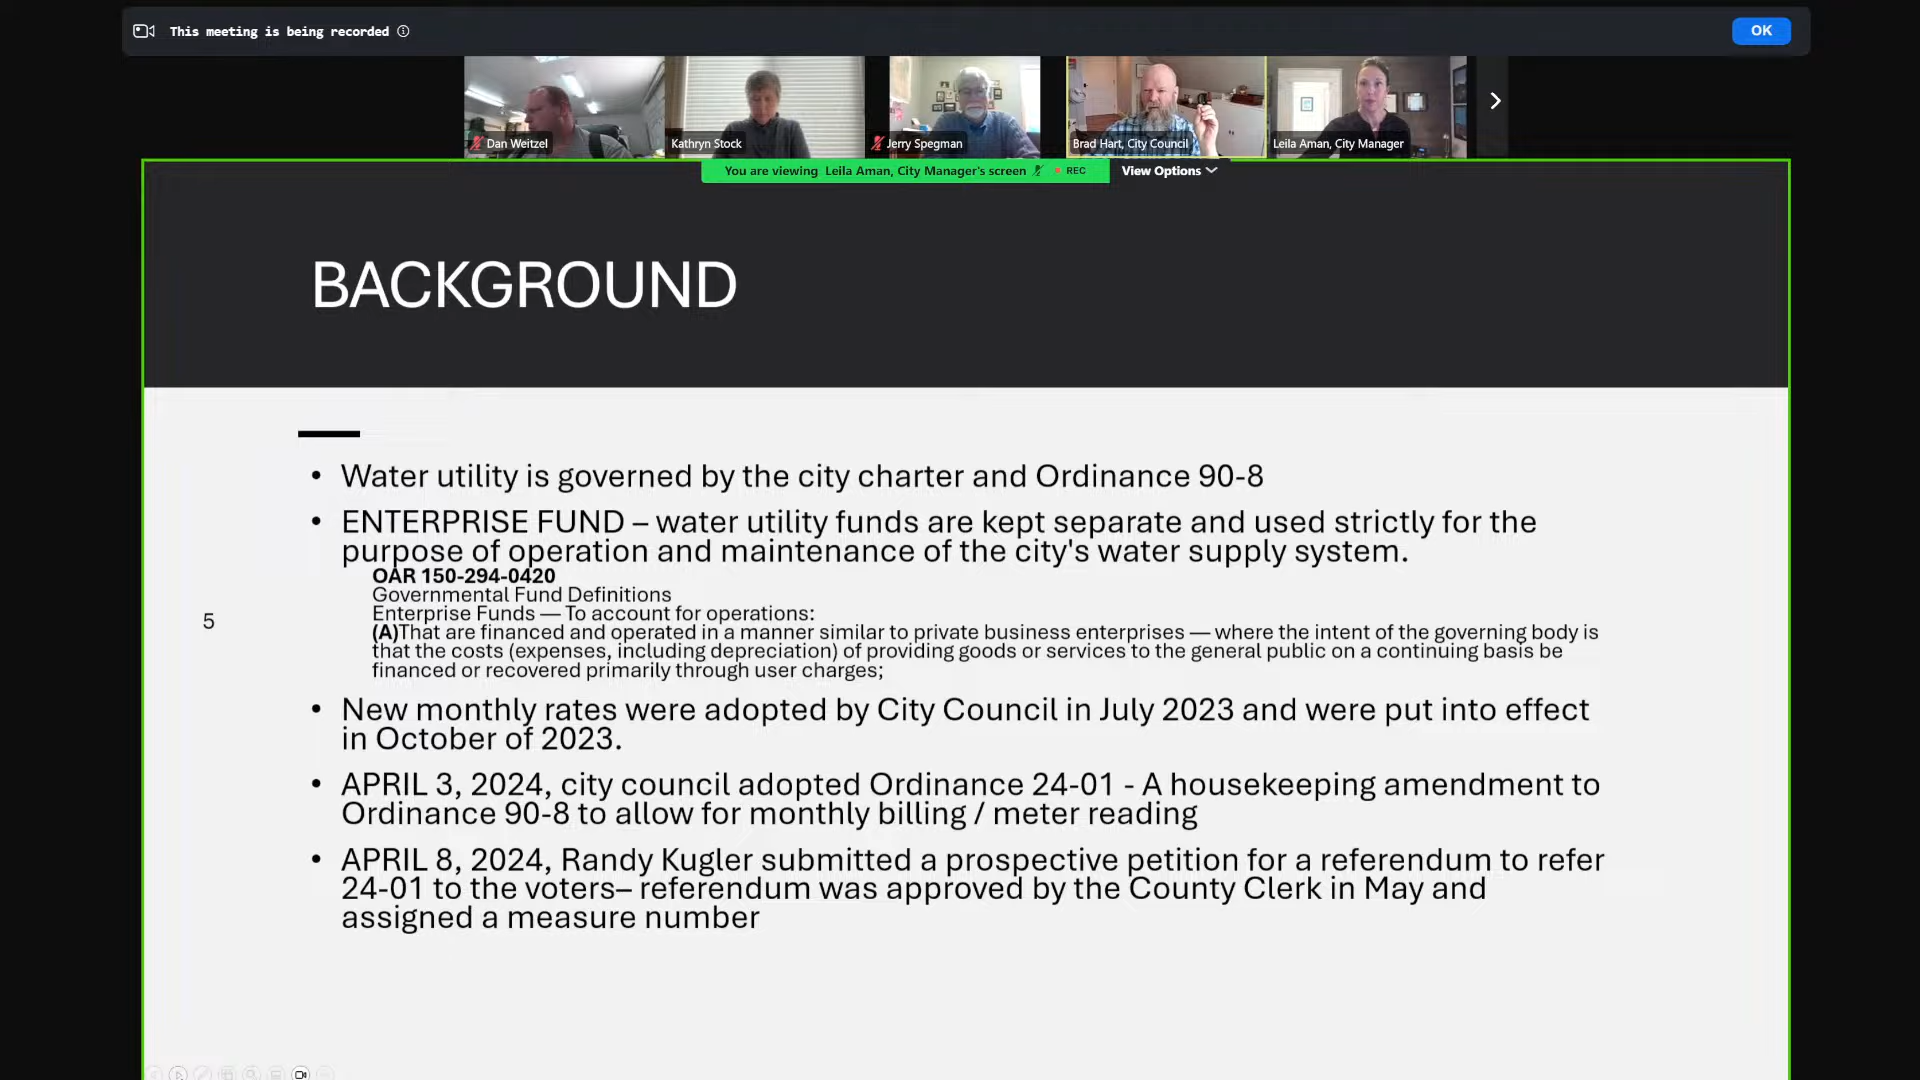 This meeting is being recorded
OK
Dan Weitzel
Kathryn Stock
Jerry Spegman
Brad Hart, City Council
Leila Aman, City Manager
You are viewing Leila Aman, City Manager's screen
REC
View Options
BACKGROUND
• Water utility is governed by the city charter and Ordinance 90-8
• ENTERPRISE FUND – water utility funds are kept separate and used strictly for the
purpose of operation and maintenance of the city's water supply system.
OAR 150-294-0420
Governmental Fund Definitions
Enterprise Funds — To account for operations:
(A)That are financed and operated in a manner similar to private business enterprises — where the intent of the governing body is
that the costs (expenses, including depreciation) of providing goods or services to the general public on a continuing basis be
financed or recovered primarily through user charges;
5
• New monthly rates were adopted by City Council in July 2023 and were put into effect
in October of 2023.
• APRIL 3, 2024, city council adopted Ordinance 24-01 - A housekeeping amendment to
Ordinance 90-8 to allow for monthly billing / meter reading
• APRIL 8, 2024, Randy Kugler submitted a prospective petition for a referendum to refer
24-01 to the voters– referendum was approved by the County Clerk in May and
assigned a measure number